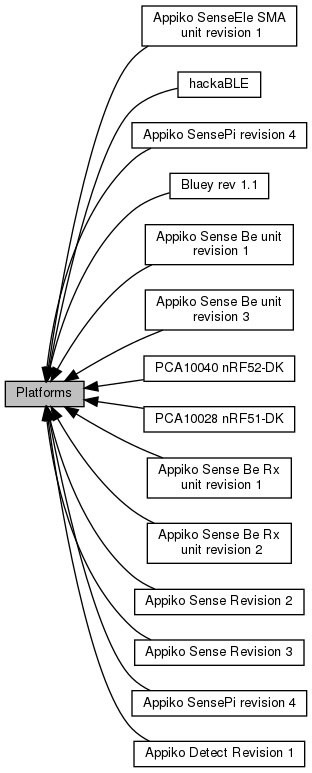 Appiko SenseEle SMA
unit revision 1
hackaBLE
Appiko SensePi revision 4
Bluey rev 1.1
Appiko Sense Be unit
revision 1
Appiko Sense Be unit
revision 3
PCA10040 nRF52-DK
Platforms
PCA10028 nRF51-DK
Appiko Sense Be Rx
unit revision 1
Appiko Sense Be Rx
unit revision 2
Appiko Sense Revision 2
Appiko Sense Revision 3
Appiko SensePi revision 4
Appiko Detect Revision 1